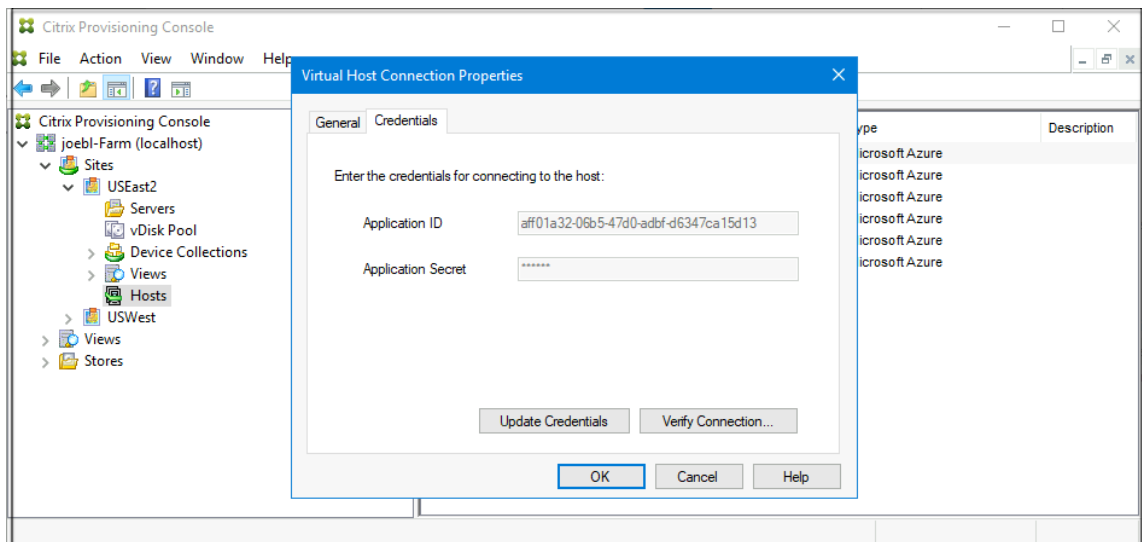 Citrix Provisioning Console
File Action View Window Help
Virtual Host Connection Properties
Citrix Provisioning Console
joebl-Farm (localhost)
Sites
USEast2
Servers
vDisk Pool
Device Collections
Views
Hosts
USWest
Views
Stores
General Credentials
Enter the credentials for connecting to the host:
Application ID aff01a32-06b5-47d0-adbf-d6347ca15d13
Application Secret ******
Update Credentials Verify Connection...
OK Cancel Help
ype Description
icrosoft Azure
icrosoft Azure
icrosoft Azure
icrosoft Azure
icrosoft Azure
icrosoft Azure